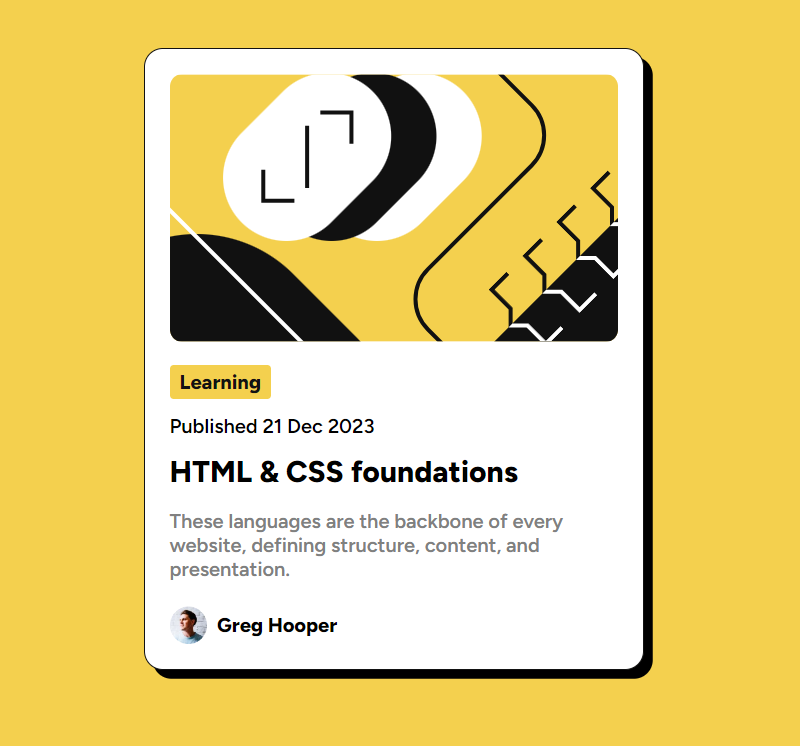 Learning
Published 21 Dec 2023
HTML & CSS foundations
These languages are the backbone of every
website, defining structure, content, and
presentation.
Greg Hooper